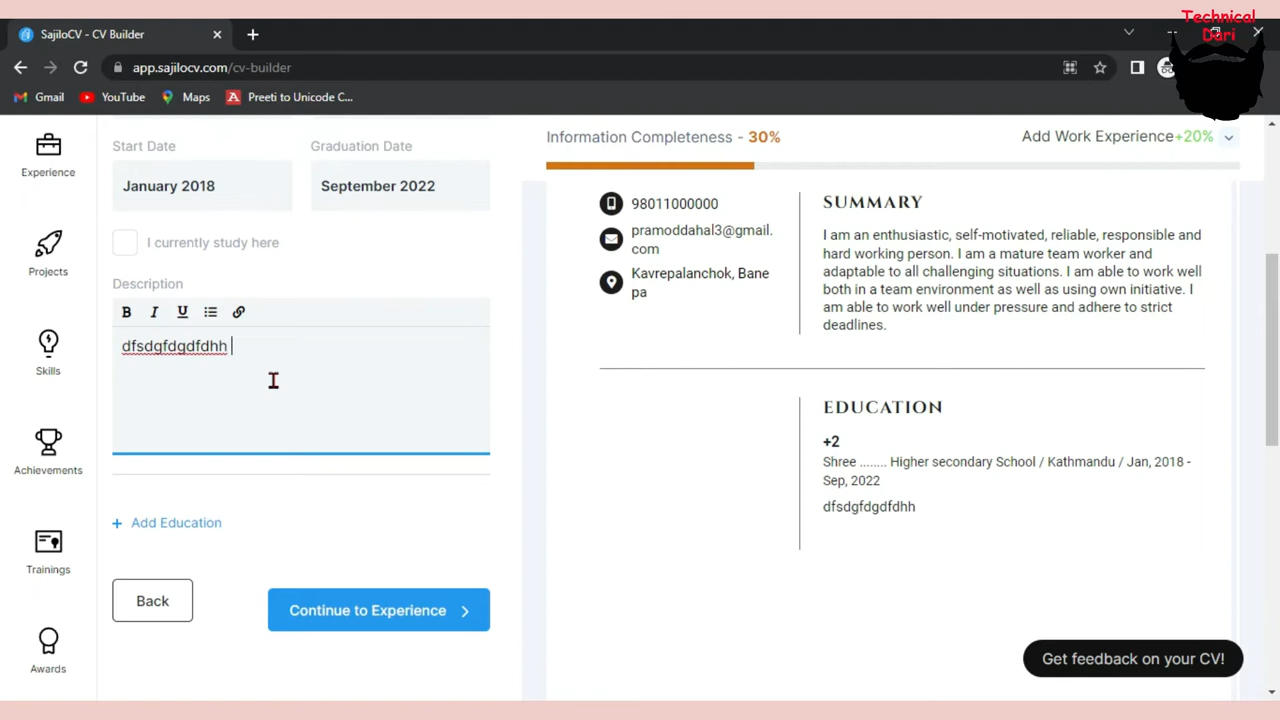 Technical
Dari
SajiloCV - CV Builder
app.sajilocv.com/cv-builder
Gmail
YouTube
Maps
Preeti to Unicode C...
Experience
Projects
Skills
Achievements
Trainings
Awards
Start Date
Graduation Date
January 2018
September 2022
I currently study here
Description
B I U
dfsdgfdgdfdhh
+ Add Education
Back
Continue to Experience
Information Completeness - 30%
Add Work Experience+20%
98011000000
pramoddahal3@gmail.
com
Kavrepalanchok, Bane
pa
SUMMARY
I am an enthusiastic, self-motivated, reliable, responsible and
hard working person. I am a mature team worker and
adaptable to all challenging situations. I am able to work well
both in a team environment as well as using own initiative. I
am able to work well under pressure and adhere to strict
deadlines.
EDUCATION
+2
Shree ........ Higher secondary School / Kathmandu / Jan, 2018 -
Sep, 2022
dfsdgfdgdfdhh
Get feedback on your CV!